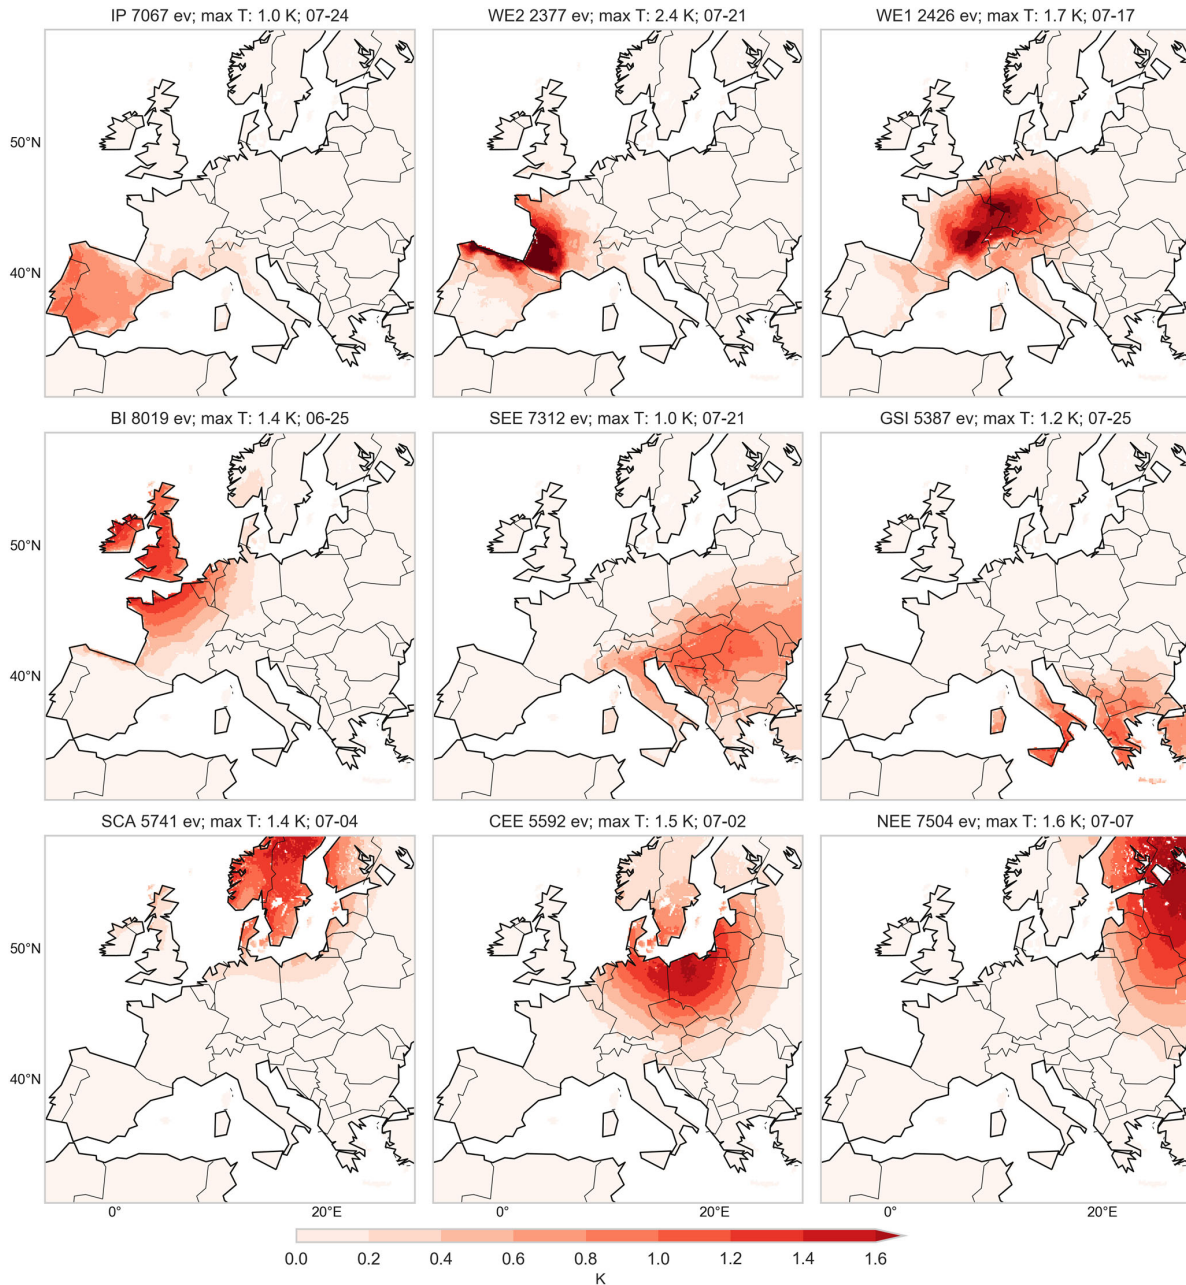 IP 7067 ev; max T: 1.0 K; 07-24
WE2 2377 ev; max T: 2.4 K; 07-21
WE1 2426 ev; max T: 1.7 K; 07-17
50°N
40°N
BI 8019 ev; max T: 1.4 K; 06-25
SEE 7312 ev; max T: 1.0 K; 07-21
GSI 5387 ev; max T: 1.2 K; 07-25
50°N
40°N
SCA 5741 ev; max T: 1.4 K; 07-04
CEE 5592 ev; max T: 1.5 K; 07-02
NEE 7504 ev; max T: 1.6 K; 07-07
50°N
40°N
0° 20°E 0° 20°E 0° 20°E
0.0 0.2 0.4 0.6 0.8 1.0 1.2 1.4 1.6
K